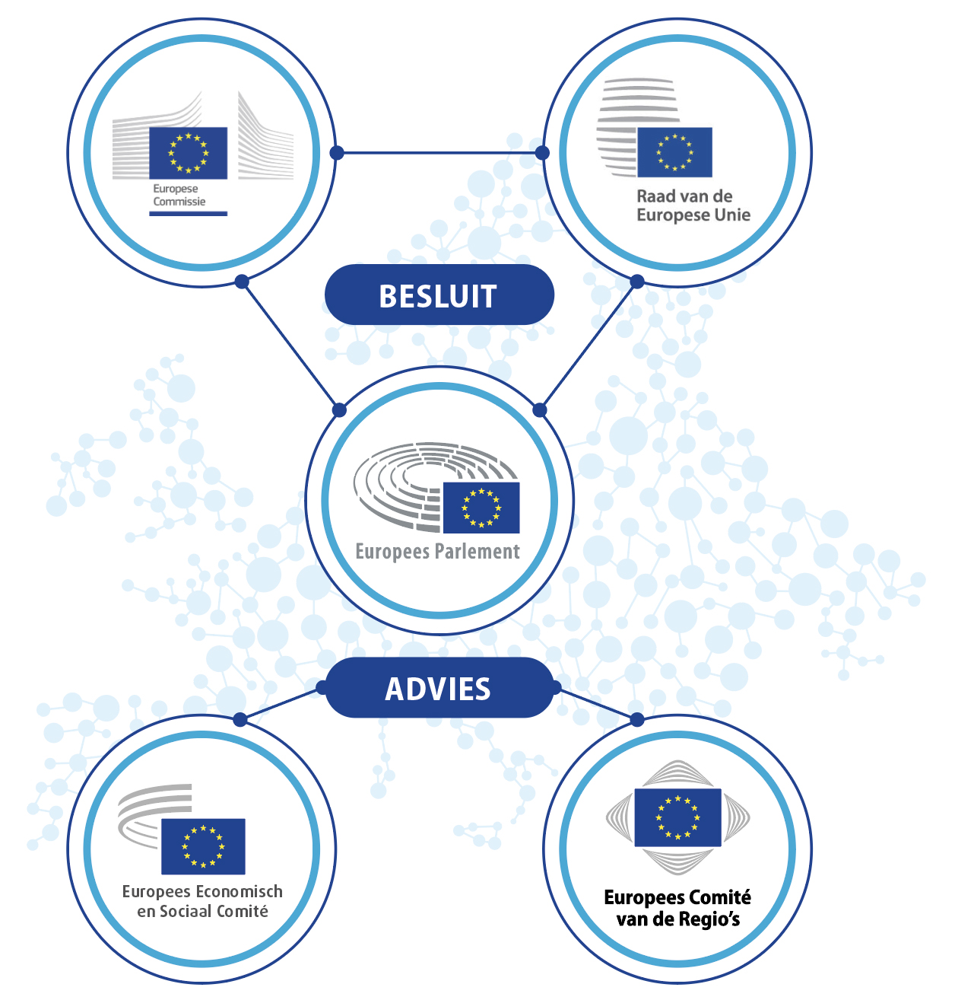 Europese
Commissie
Raad van de
Europese Unie
BESLUIT
Europees Parlement
ADVIES
Europees Economisch
en Sociaal Comité
Europees Comité
van de Regio's